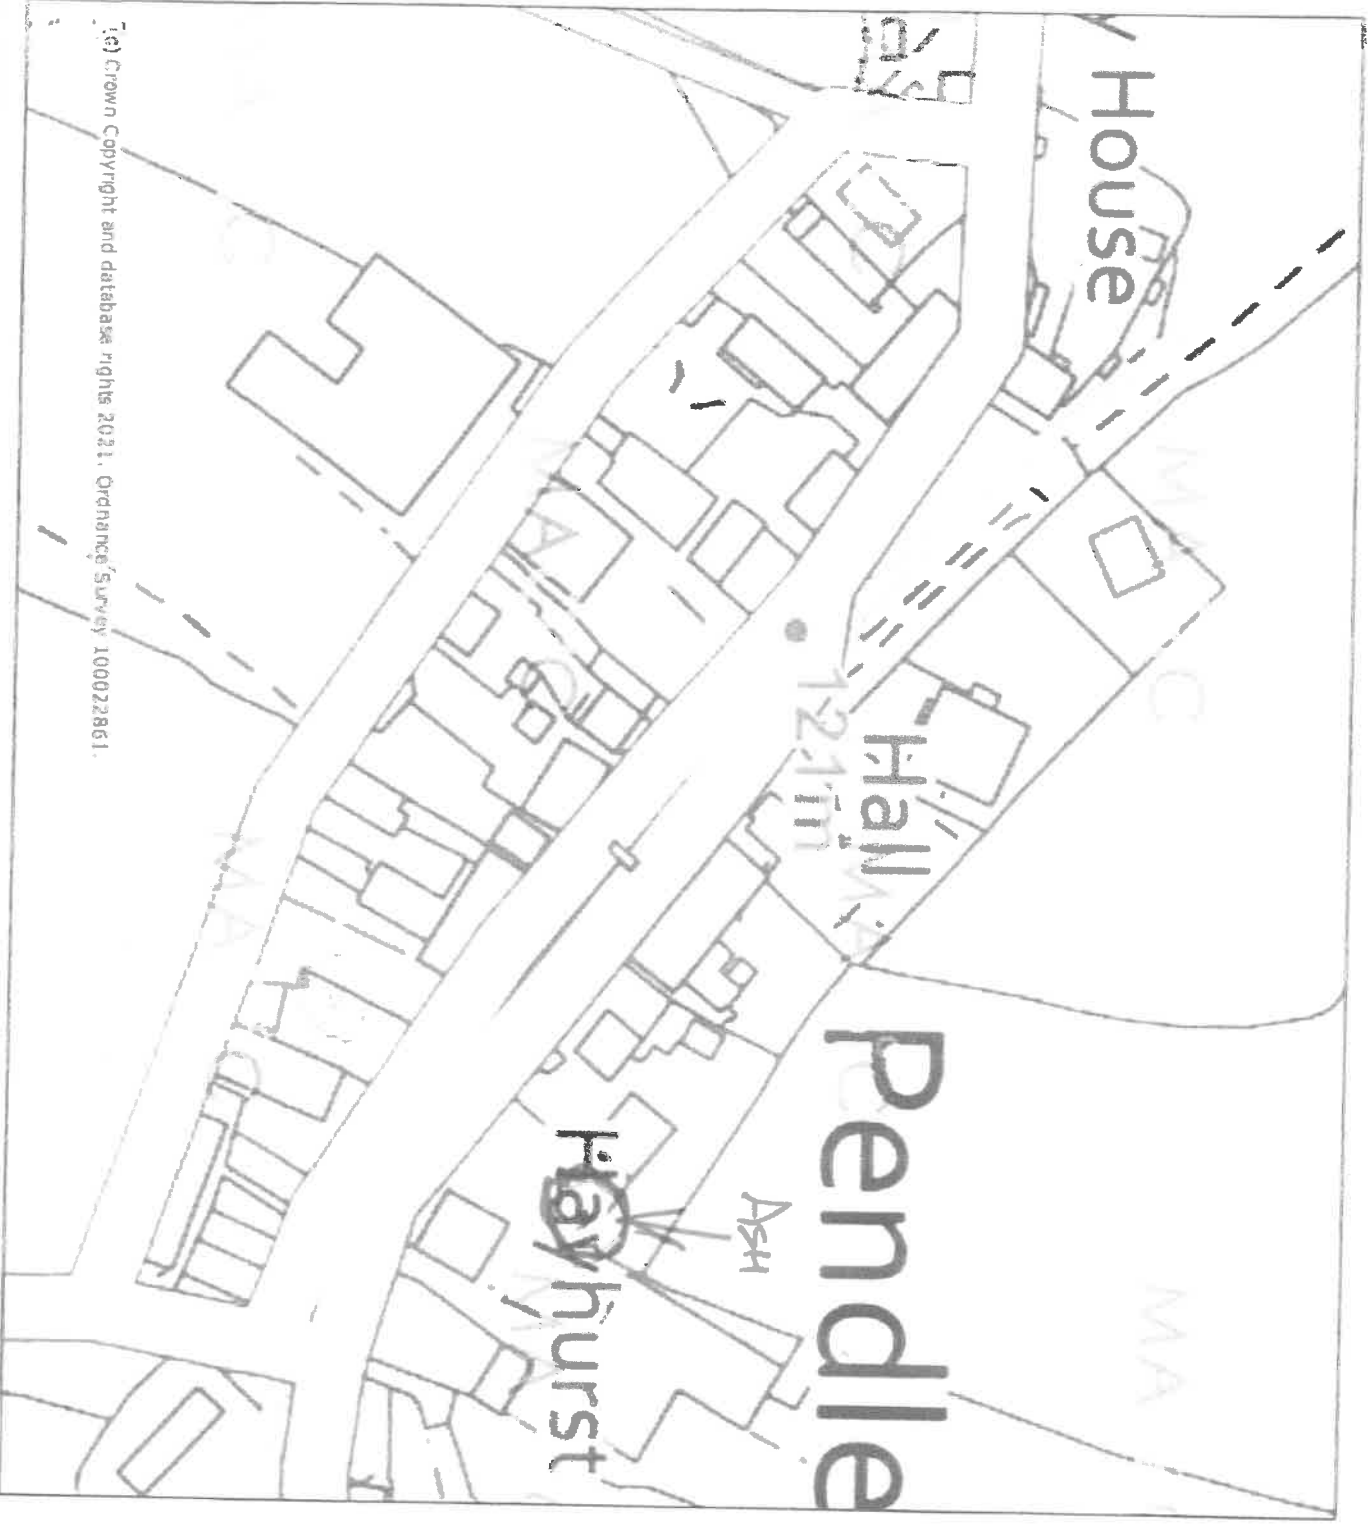 y House
Hall
121m
Pendle
Hayhurst
ASH
(c) Crown Copyright and database rights 2021. Ordnance Survey 100022861.